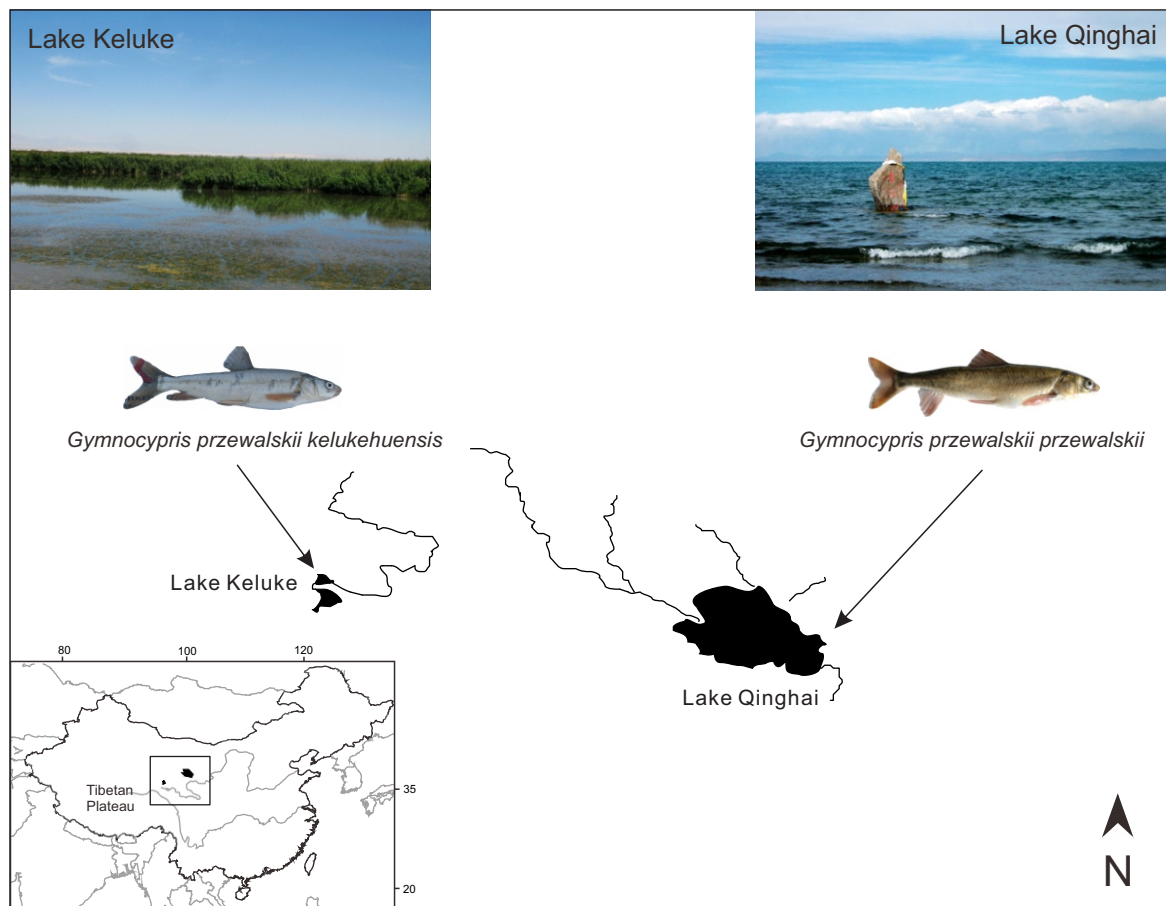 Lake Keluke
Lake Qinghai
Gymnocypris przewalskii kelukehuensis
Gymnocypris przewalskii przewalskii
Lake Keluke
Lake Qinghai
80
100
120
Tibetan
Plateau
35
20
N